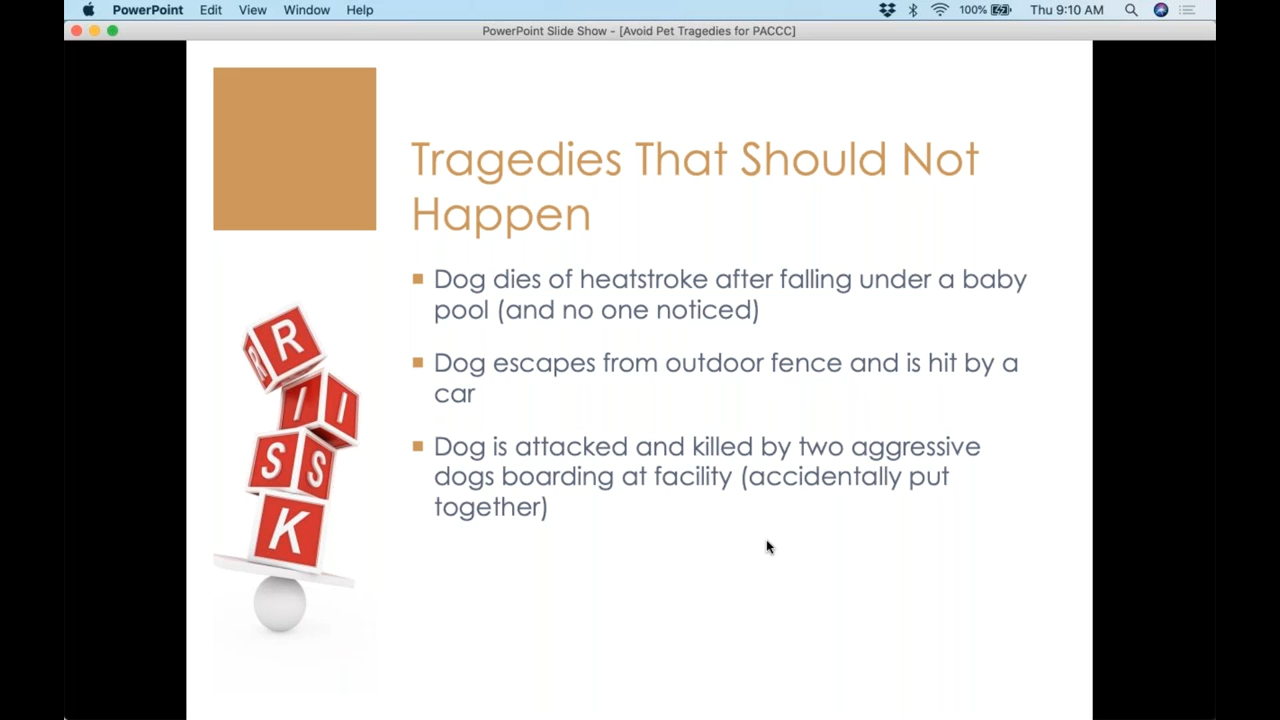 PowerPoint Edit View Window Help 100% Thu 9:10 AM
PowerPoint Slide Show - [Avoid Pet Tragedies for PACCC]
Tragedies That Should Not
Happen
Dog dies of heatstroke after falling under a baby
pool (and no one noticed)
Dog escapes from outdoor fence and is hit by a
car
Dog is attacked and killed by two aggressive
dogs boarding at facility (accidentally put
together)
R R
I I
S S
K